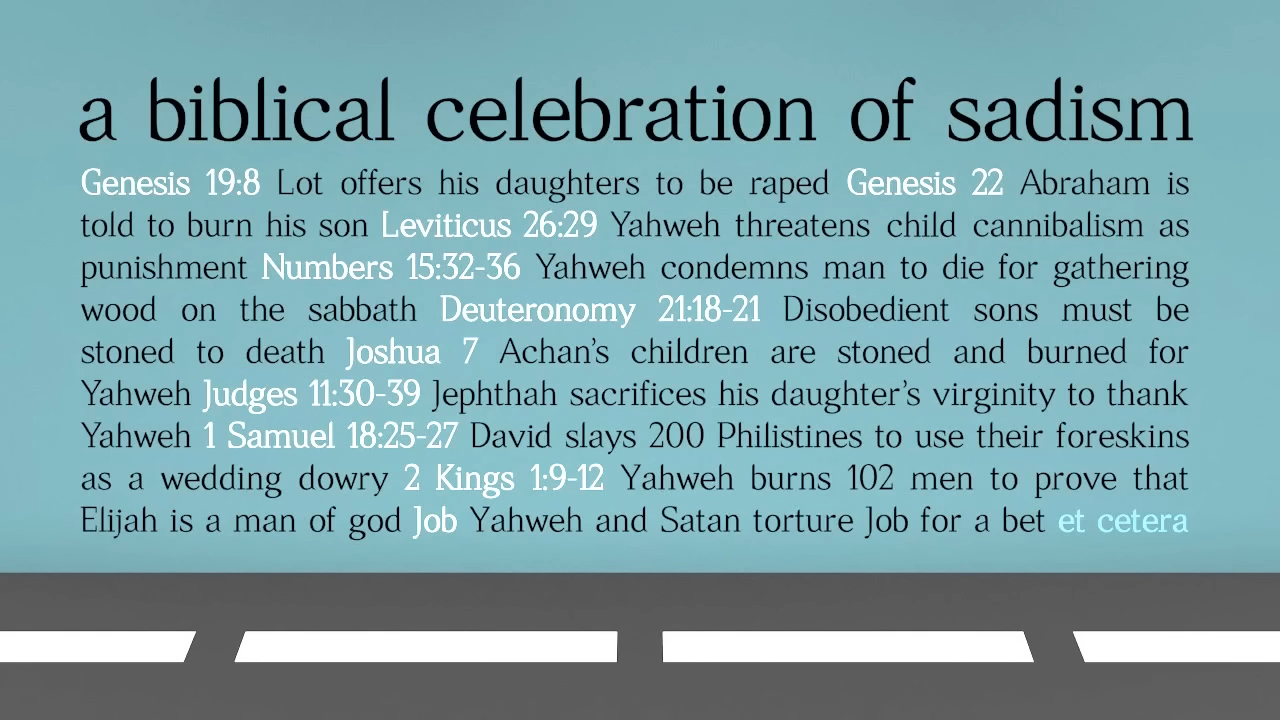 a biblical celebration of sadism
Genesis 19:8 Lot offers his daughters to be raped Genesis 22 Abraham is
told to burn his son Leviticus 26:29 Yahweh threatens child cannibalism as
punishment Numbers 15:32-36 Yahweh condemns man to die for gathering
wood on the sabbath Deuteronomy 21:18-21 Disobedient sons must be
stoned to death Joshua 7 Achan’s children are stoned and burned for
Yahweh Judges 11:30-39 Jephthah sacrifices his daughter’s virginity to thank
Yahweh 1 Samuel 18:25-27 David slays 200 Philistines to use their foreskins
as a wedding dowry 2 Kings 1:9-12 Yahweh burns 102 men to prove that
Elijah is a man of god Job Yahweh and Satan torture Job for a bet et cetera